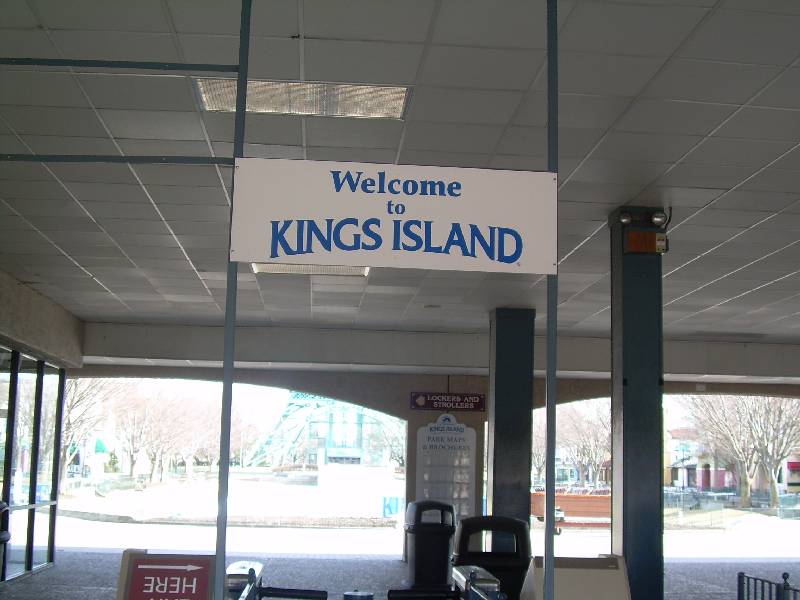 Welcome
to
KINGS ISLAND
LOCKERS AND
STROLLERS
KINGS ISLAND
PARK MAPS
& BROCHURES
HERE